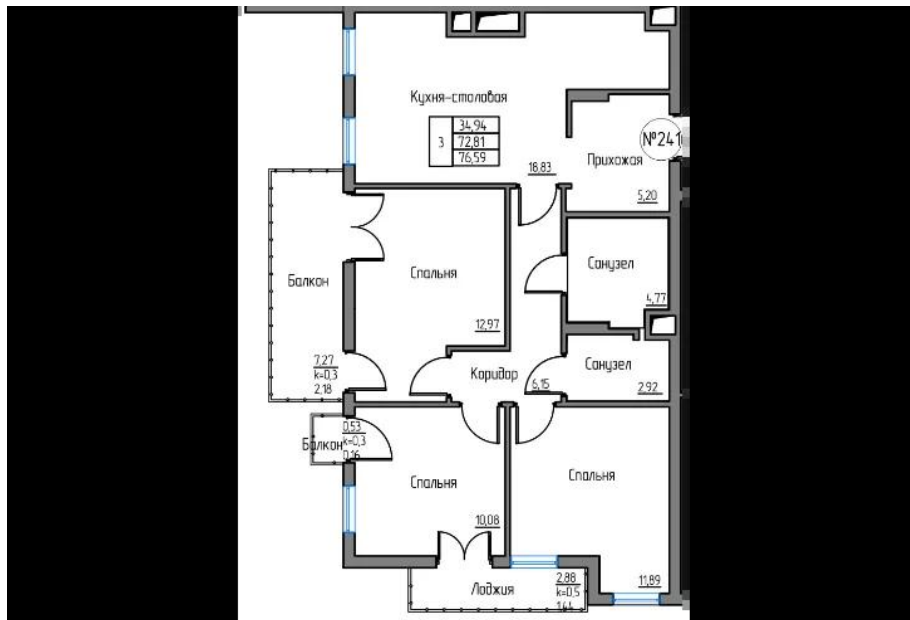 Кухня-столовая
3
34,94
72,81
76,59
18,83
№241
Прихожая
5,20
Балкон
7,27
k=0,3
2,18
Спальня
12,97
Санузел
4,77
Коридор
6,15
Санузел
2,92
Балкон
0,53
k=0,3
0,16
Спальня
10,08
Спальня
11,89
Лоджия
2,88
k=0,5
1,44